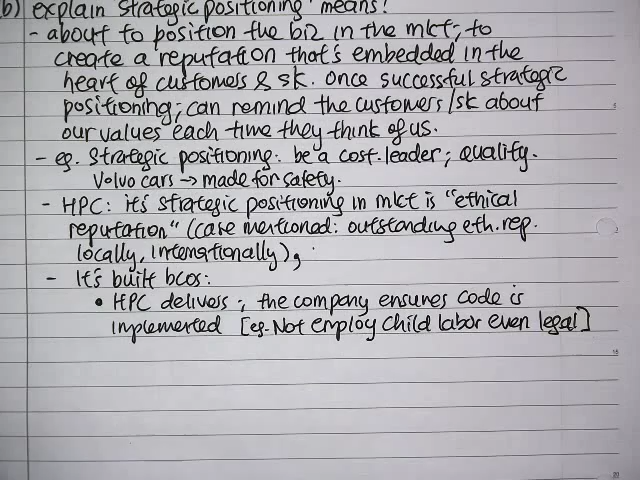 b) explain strategic positioning means!
- about to position the biz in the mkt; to
create a reputation that's embedded in the
heart of customers & sk. once successful strategic
positioning; can remind the customers/sk about
our values each time they think of us.
- eg. strategic positioning: be a cost-leader; quality.
Volvo cars → made for safety.
- HPC: it's strategic positioning in mkt is "ethical
reputation" (case mentioned: outstanding eth. rep.
locally, internationally),
- It's built bcos:
• HPC delivers; the company ensures code is
implemented [eg. Not employ child labor even legal]